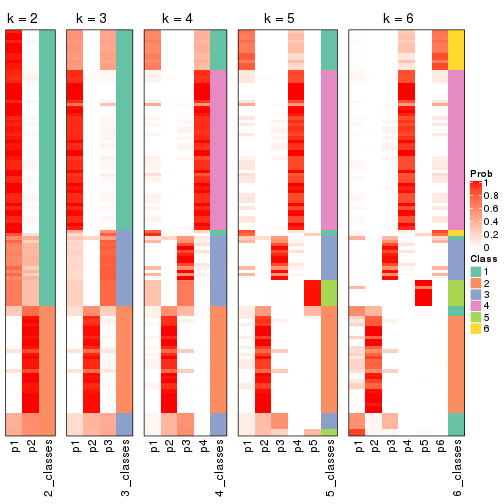 k = 2
k = 3
k = 4
k = 5
k = 6
Prob
1
0.8
0.6
0.4
0.2
0
Class
1
2
3
4
5
6
p1
p2
2_classes
p1
p2
p3
3_classes
p1
p2
p3
p4
4_classes
p1
p2
p3
p4
p5
5_classes
p1
p2
p3
p4
p5
p6
6_classes